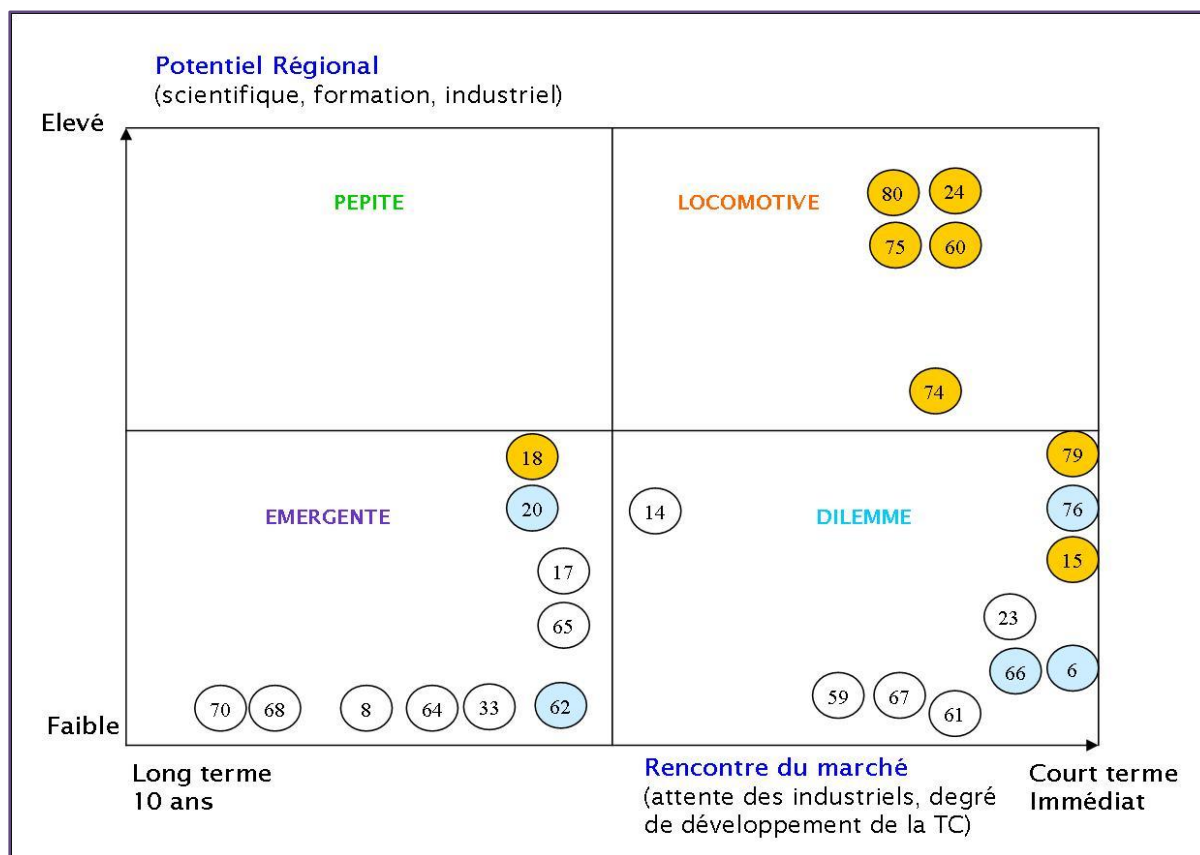 Potentiel Régional
(scientifique, formation, industriel)
Elevé
PEPITE
LOCOMOTIVE
80
24
75
60
74
18
79
20
EMERGENTE
14
DILEMME
76
17
15
65
23
66
6
70
68
8
64
33
62
59
67
61
Faible
Long terme
10 ans
Rencontre du marché
(attente des industriels, degré
de développement de la TC)
Court terme
Immédiat